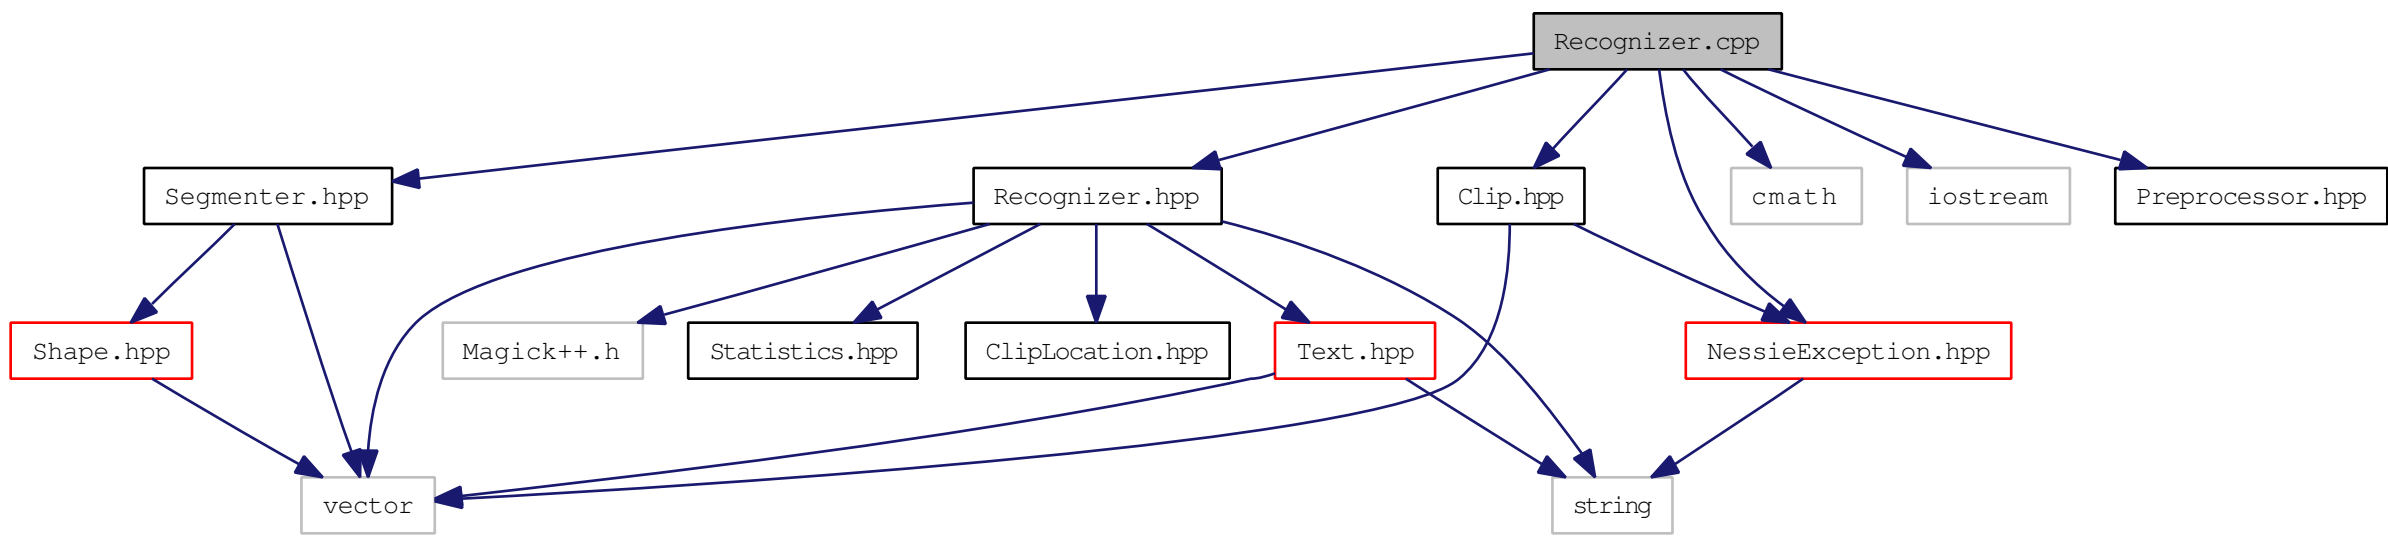 Recognizer.cpp
Segmenter.hpp
Recognizer.hpp
Clip.hpp
cmath
iostream
Preprocessor.hpp
Shape.hpp
Magick++.h
Statistics.hpp
ClipLocation.hpp
Text.hpp
NessieException.hpp
vector
string